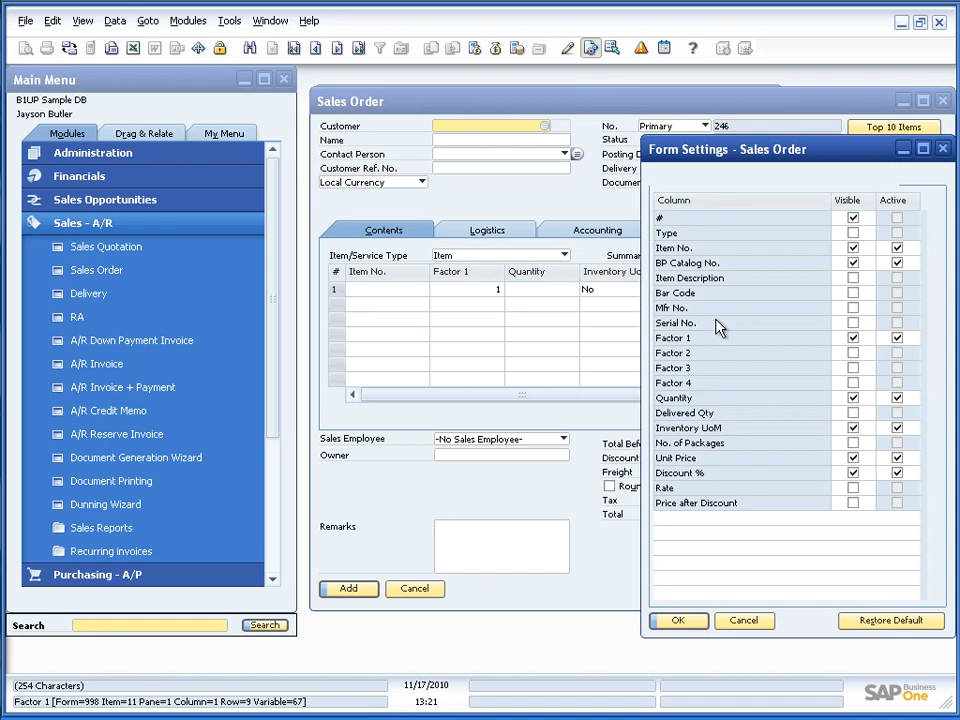 File Edit View Data Goto Modules Tools Window Help
Main Menu
B1UP Sample DB
Jayson Butler
Modules Drag & Relate My Menu
Administration
Financials
Sales Opportunities
Sales - A/R
Sales Quotation
Sales Order
Delivery
RA
A/R Down Payment Invoice
A/R Invoice
A/R Invoice + Payment
A/R Credit Memo
A/R Reserve Invoice
Document Generation Wizard
Document Printing
Dunning Wizard
Sales Reports
Recurring invoices
Purchasing - A/P
Search Search
Sales Order
Customer
Name
Contact Person
Customer Ref. No.
Local Currency
No. Primary 246
Status
Posting D
Delivery
Documen
Top 10 Items
Contents Logistics Accounting
Item/Service Type Item Summar
# Item No. Factor 1 Quantity Inventory Uo
1 1 No
Sales Employee -No Sales Employee-
Owner
Remarks
Total Bef
Discount
Freight
Roun
Tax
Total
Add Cancel
Form Settings - Sales Order
Column Visible Active
#
Type
Item No.
BP Catalog No.
Item Description
Bar Code
Mfr No.
Serial No.
Factor 1
Factor 2
Factor 3
Factor 4
Quantity
Delivered Qty
Inventory UoM
No. of Packages
Unit Price
Discount %
Rate
Price after Discount
OK Cancel Restore Default
(254 Characters) 11/17/2010
Factor 1 [Form=998 Item=11 Pane=1 Column=1 Row=9 Variable=67] 13:21
SAP Business One